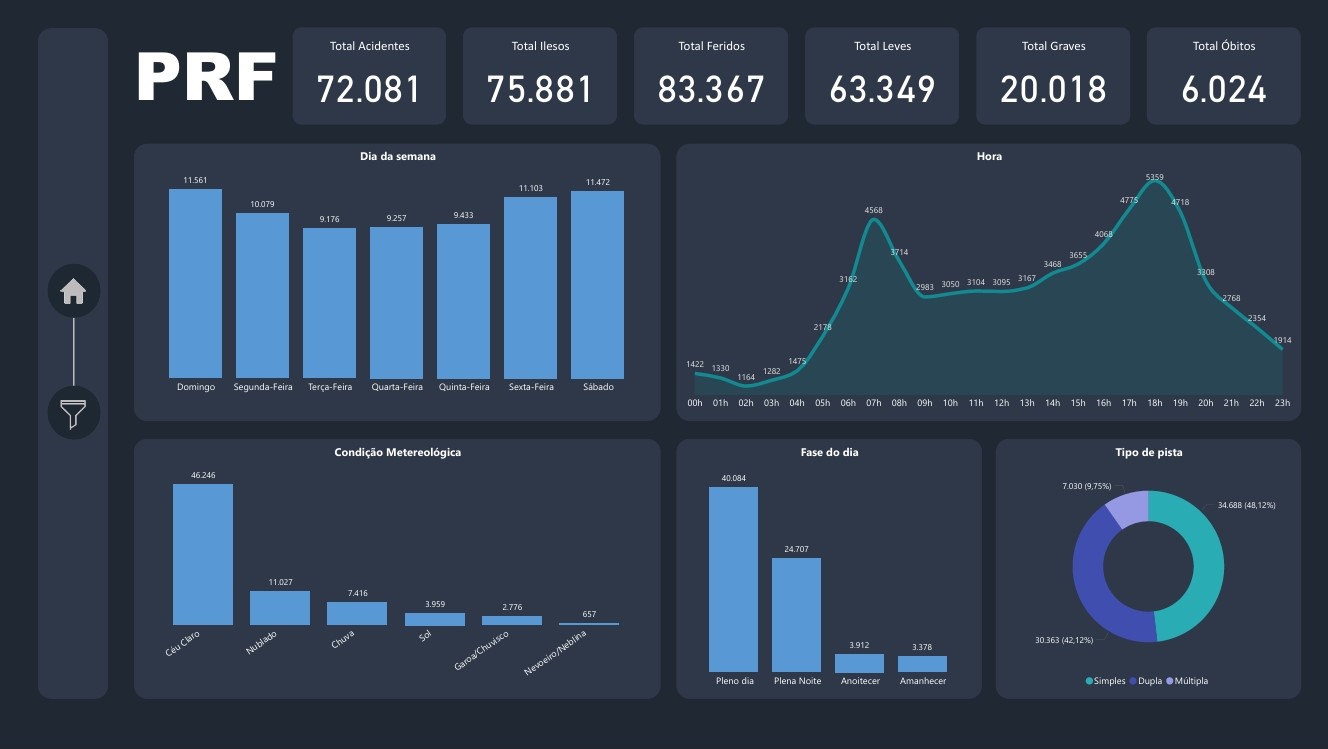 PRF
Total Acidentes
72.081
Total Ilesos
75.881
Total Feridos
83.367
Total Leves
63.349
Total Graves
20.018
Total Óbitos
6.024
Dia da semana
11.561
10.079
9.176
9.257
9.433
11.103
11.472
Domingo Segunda-Feira Terça-Feira Quarta-Feira Quinta-Feira Sexta-Feira Sábado
Hora
1422
1330
1164
1282
1475
2178
3162
4568
3714
2983
3050
3104
3095
3167
3468
3655
4068
4775
5359
4718
3308
2768
2354
1914
00h 01h 02h 03h 04h 05h 06h 07h 08h 09h 10h 11h 12h 13h 14h 15h 16h 17h 18h 19h 20h 21h 22h 23h
Condição Metereológica
46.246
11.027
7.416
3.959
2.776
657
Céu Claro
Nublado
Chuva
Sol
Garoa/Chuvisco
Nevoeiro/Neblina
Fase do dia
40.084
24.707
3.912
3.378
Pleno dia Plena Noite Anoitecer Amanhecer
Tipo de pista
7.030 (9,75%)
34.688 (48,12%)
30.363 (42,12%)
Simples Dupla Múltipla